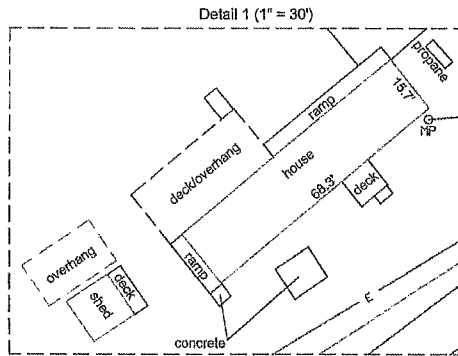 Detail 1 (1" = 30')
propane
15.7'
ramp
MP
deck/overhang
house
68.3'
deck
overhang
ramp
deck
shed
E
concrete